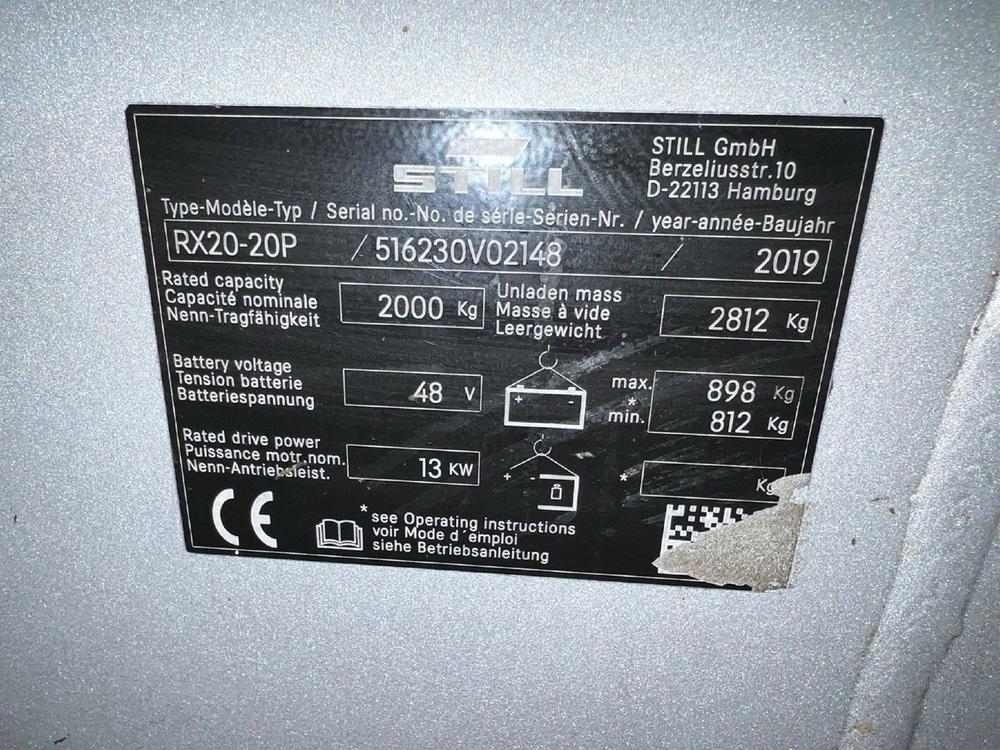 STILL
STILL GmbH
Berzeliusstr.10
D-22113 Hamburg
Type-Modèle-Typ / Serial no.-No. de série-Serien-Nr. / year-année-Baujahr
RX20-20P / 516230V02148 / 2019
Rated capacity
Capacité nominale
Nenn-Tragfähigkeit
2000 Kg
Unladen mass
Masse à vide
Leergewicht
2812 Kg
Battery voltage
Tension batterie
Batteriespannung
48 V
+ -
max. 898 Kg
*
min. 812 Kg
Rated drive power
Puissance motr.nom.
Nenn-Antriebsleist.
13 KW
+ -
* Kg
CE
* see Operating instructions
voir Mode d´emploi
siehe Betriebsanleitung